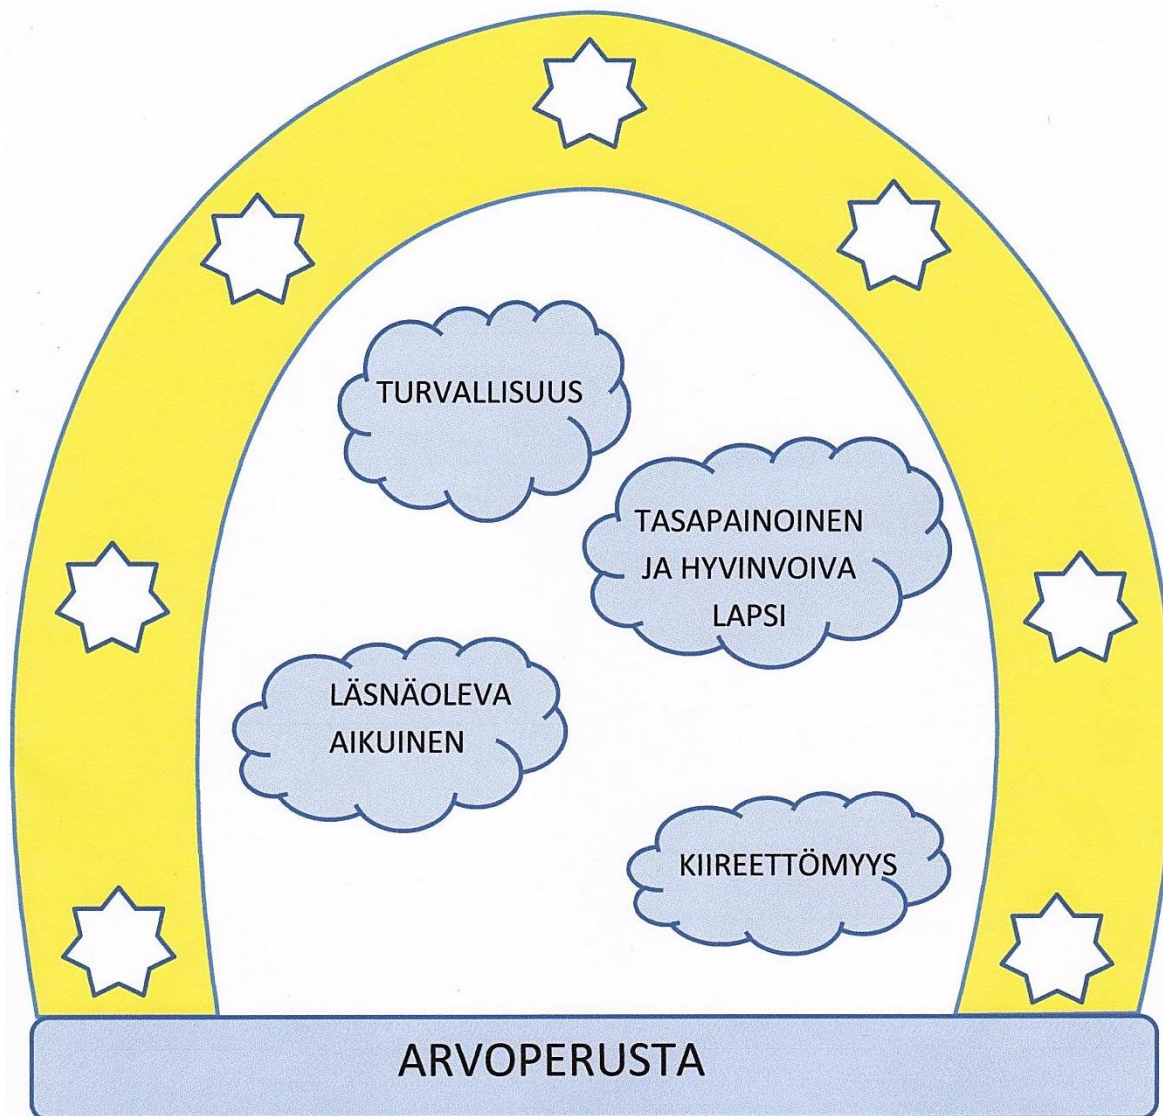 TURVALLISUUS
TASAPAINOINEN
JA HYVINVOIVA
LAPSI
LÄSNÄOLEVA
AIKUINEN
KIIREETTÖMYYS
ARVOPERUSTA